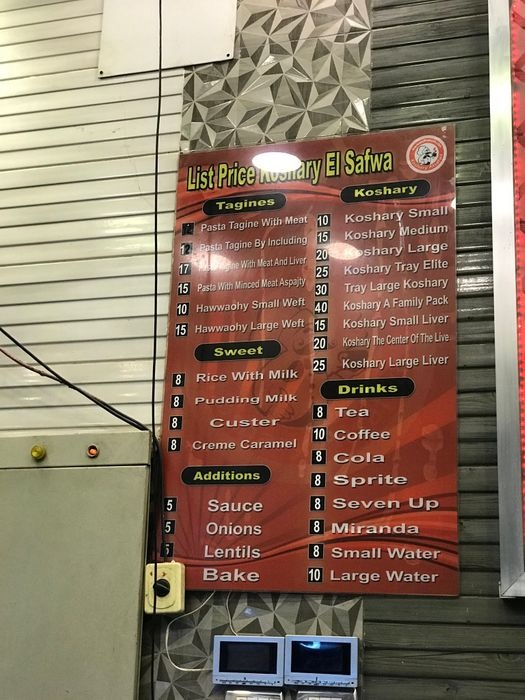 List Price Koshary El Safwa
Tagines
Pasta Tagine With Meat
12 Pasta Tagine By Including
17 Pasta Tagine With Meat And Liver
15 Pasta With Minced Meat Aspajty
10 Hawwaohy Small Weft
15 Hawwaohy Large Weft
Sweet
8 Rice With Milk
8 Pudding Milk
8 Custer
8 Creme Caramel
Additions
5 Sauce
5 Onions
5 Lentils
Bake
Koshary
10 Koshary Small
15 Koshary Medium
20 Koshary Large
25 Koshary Tray Elite
30 Tray Large Koshary
40 Koshary A Family Pack
15 Koshary Small Liver
20 Koshary The Center Of The Live
25 Koshary Large Liver
Drinks
8 Tea
10 Coffee
8 Cola
8 Sprite
8 Seven Up
8 Miranda
8 Small Water
10 Large Water